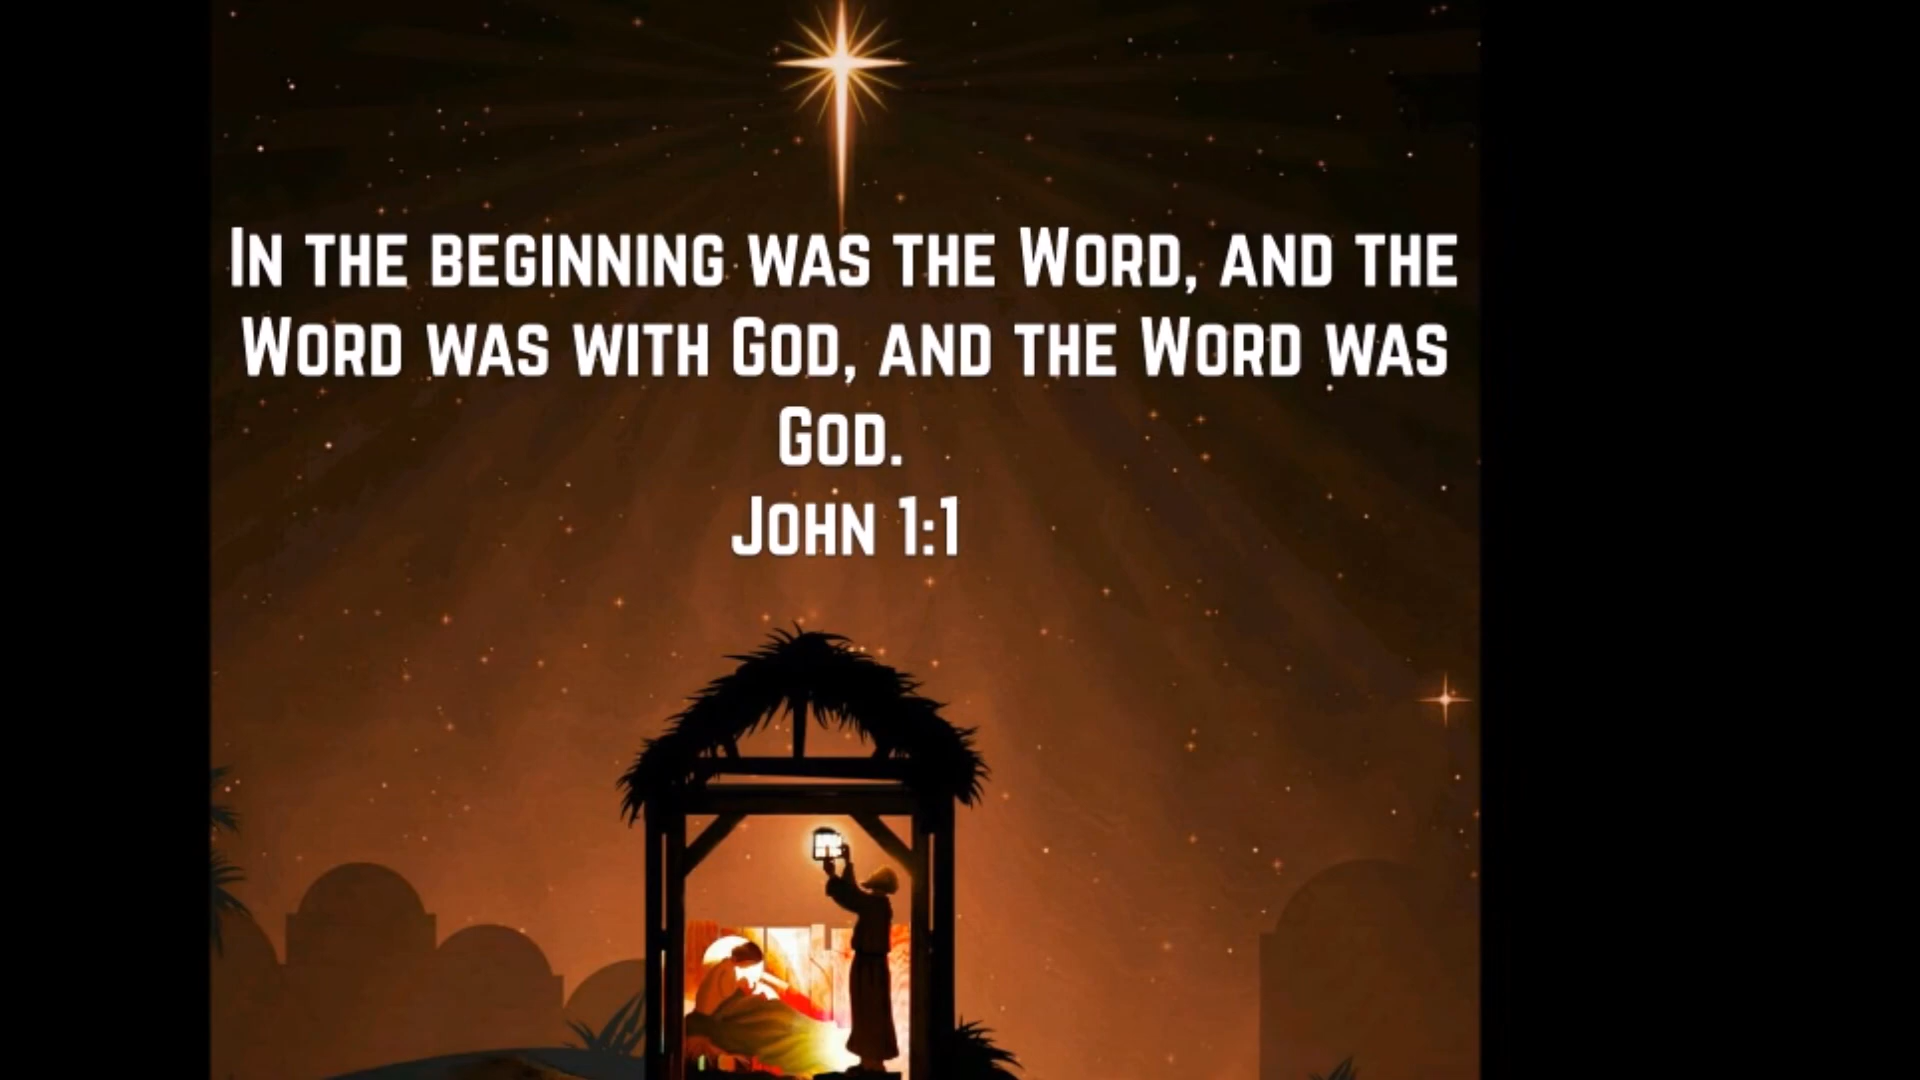 In the beginning was the Word, and the
Word was with God, and the Word was
God.
John 1:1